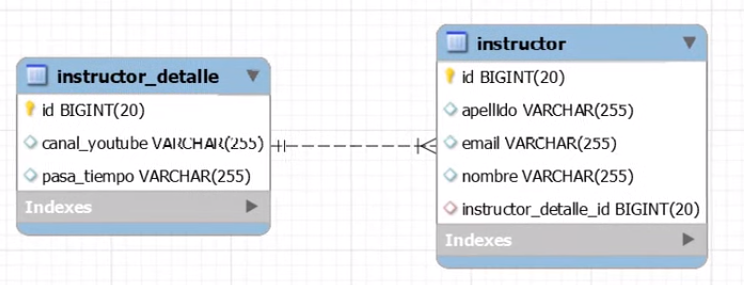 instructor_detalle
id BIGINT(20)
canal_youtube VARCHAR(255)
pasa_tiempo VARCHAR(255)
Indexes
instructor
id BIGINT(20)
apellido VARCHAR(255)
email VARCHAR(255)
nombre VARCHAR(255)
instructor_detalle_id BIGINT(20)
Indexes